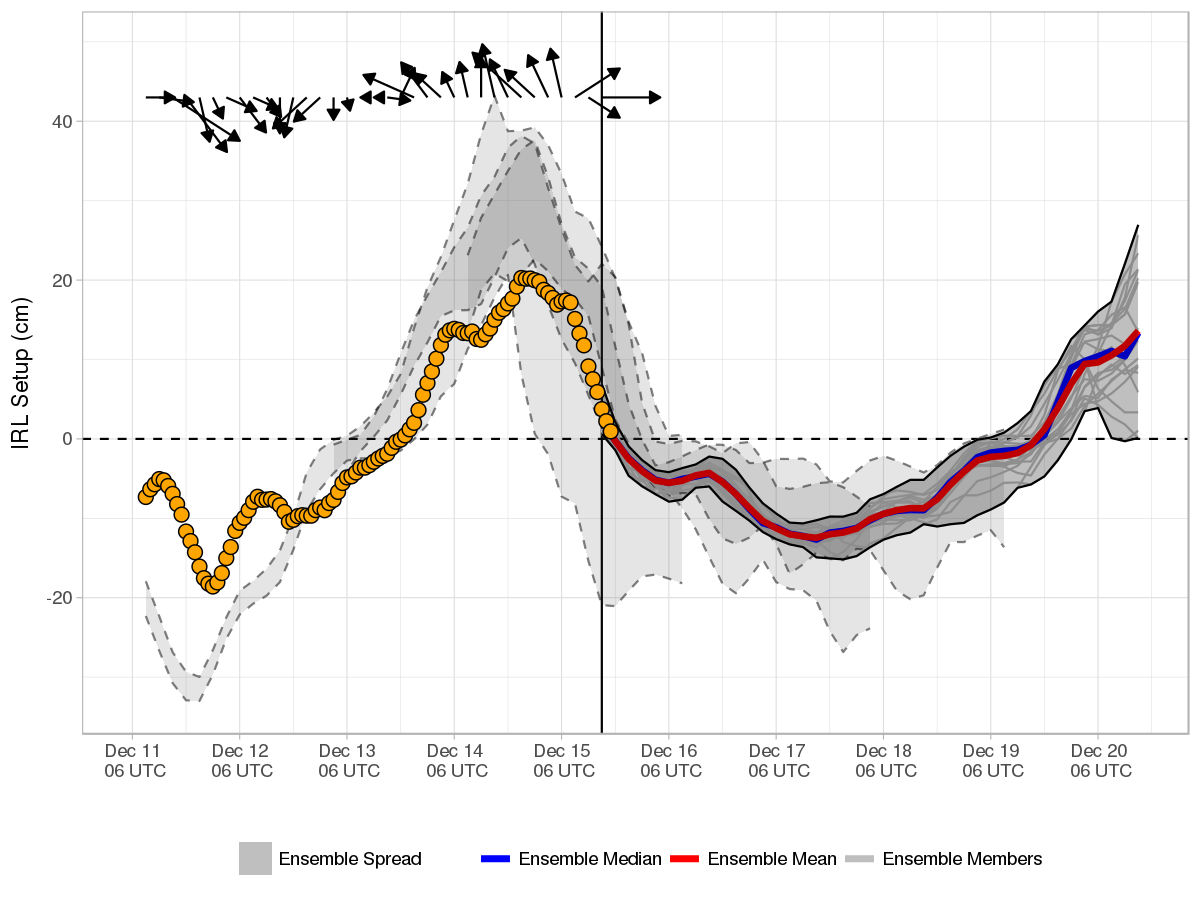 IRL Setup (cm)
40
20
0
-20
Dec 11 Dec 12 Dec 13 Dec 14 Dec 15 Dec 16 Dec 17 Dec 18 Dec 19 Dec 20
06 UTC 06 UTC 06 UTC 06 UTC 06 UTC 06 UTC 06 UTC 06 UTC 06 UTC 06 UTC
Ensemble Spread Ensemble Median Ensemble Mean Ensemble Members